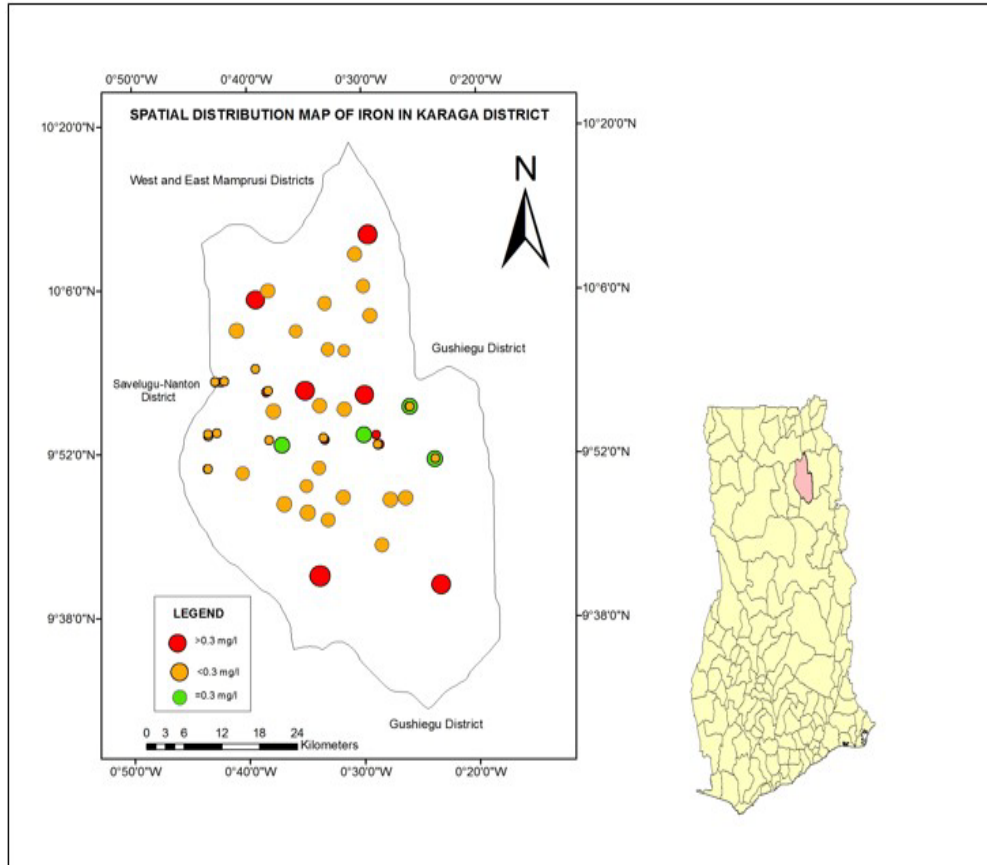 0°50'0"W 0°40'0"W 0°30'0"W 0°20'0"W
SPATIAL DISTRIBUTION MAP OF IRON IN KARAGA DISTRICT
10°20'0"N 10°20'0"N
West and East Mamprusi Districts
N
10°6'0"N 10°6'0"N
Gushiegu District
Savelugu-Nanton
District
9°52'0"N 9°52'0"N
9°38'0"N 9°38'0"N
LEGEND
>0.3 mg/l
<0.3 mg/l
=0.3 mg/l
Gushiegu District
0 3 6 12 18 24
Kilometers
0°50'0"W 0°40'0"W 0°30'0"W 0°20'0"W